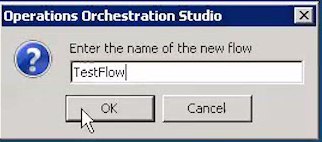 Operations Orchestration Studio
Enter the name of the new flow
TestFlow
OK
Cancel